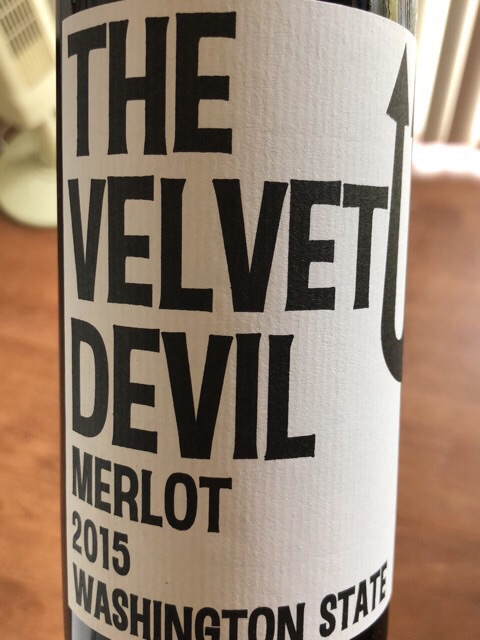 THE
VELVET
DEVIL
MERLOT
2015
WASHINGTON STATE